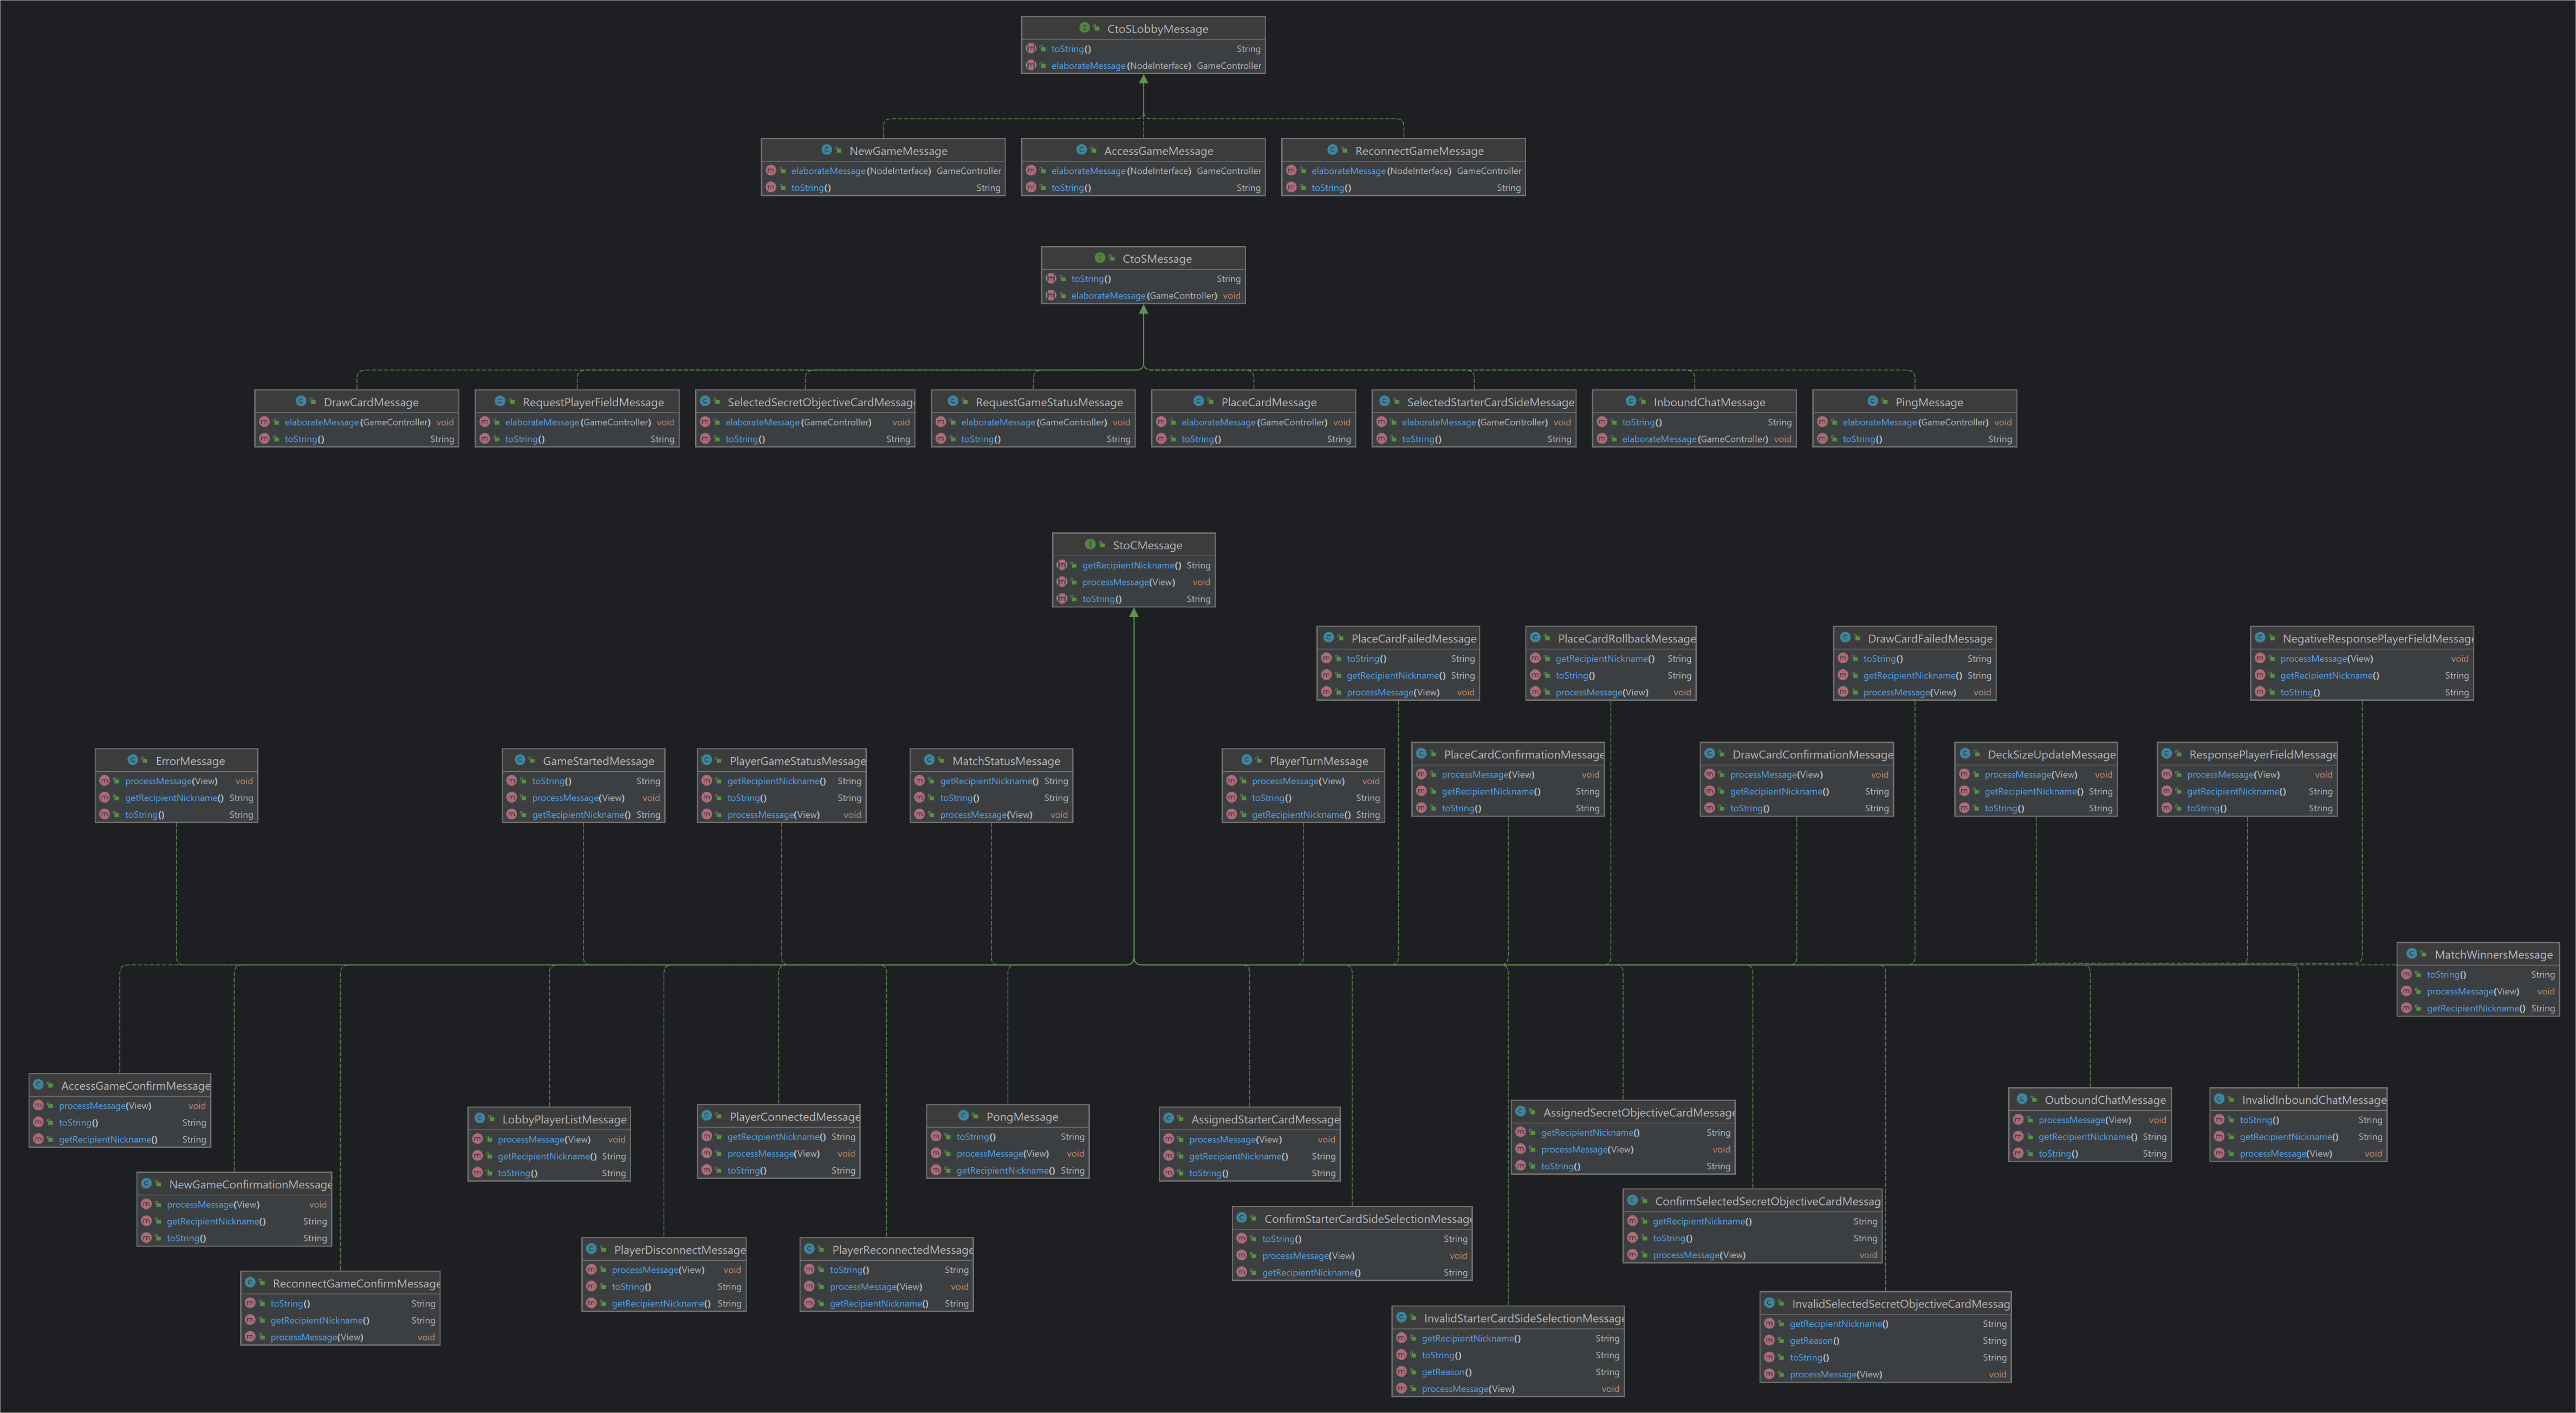 CtoSLobbyMessage
toString() String
elaborateMessage(NodeInterface) GameController
NewGameMessage
elaborateMessage(NodeInterface) GameController
toString() String
AccessGameMessage
elaborateMessage(NodeInterface) GameController
toString() String
ReconnectGameMessage
elaborateMessage(NodeInterface) GameController
toString() String
CtoSMessage
toString() String
elaborateMessage(GameController) void
DrawCardMessage
elaborateMessage(GameController) void
toString() String
RequestPlayerFieldMessage
elaborateMessage(GameController) void
toString() String
SelectedSecretObjectiveCardMessage
elaborateMessage(GameController) void
toString() String
RequestGameStatusMessage
elaborateMessage(GameController) void
toString() String
PlaceCardMessage
elaborateMessage(GameController) void
toString() String
SelectedStarterCardSideMessage
elaborateMessage(GameController) void
toString() String
InboundChatMessage
toString() String
elaborateMessage(GameController) void
PingMessage
elaborateMessage(GameController) void
toString() String
StoCMessage
getRecipientNickname() String
processMessage(View) void
toString() String
PlaceCardFailedMessage
toString() String
getRecipientNickname() String
processMessage(View) void
PlaceCardRollbackMessage
getRecipientNickname() String
toString() String
processMessage(View) void
DrawCardFailedMessage
toString() String
getRecipientNickname() String
processMessage(View) void
NegativeResponsePlayerFieldMessage
processMessage(View) void
getRecipientNickname() String
toString() String
ErrorMessage
processMessage(View) void
getRecipientNickname() String
toString() String
GameStartedMessage
toString() String
processMessage(View) void
getRecipientNickname() String
PlayerGameStatusMessage
getRecipientNickname() String
toString() String
processMessage(View) void
MatchStatusMessage
getRecipientNickname() String
toString() String
processMessage(View) void
PlayerTurnMessage
processMessage(View) void
toString() String
getRecipientNickname() String
PlaceCardConfirmationMessage
processMessage(View) void
getRecipientNickname() String
toString() String
DrawCardConfirmationMessage
processMessage(View) void
getRecipientNickname() String
toString() String
DeckSizeUpdateMessage
processMessage(View) void
getRecipientNickname() String
toString() String
ResponsePlayerFieldMessage
processMessage(View) void
getRecipientNickname() String
toString() String
MatchWinnersMessage
toString() String
processMessage(View) void
getRecipientNickname() String
AccessGameConfirmMessage
processMessage(View) void
toString() String
getRecipientNickname() String
NewGameConfirmationMessage
processMessage(View) void
getRecipientNickname() String
toString() String
ReconnectGameConfirmMessage
toString() String
getRecipientNickname() String
processMessage(View) void
LobbyPlayerListMessage
processMessage(View) void
getRecipientNickname() String
toString() String
PlayerDisconnectMessage
processMessage(View) void
toString() String
getRecipientNickname() String
PlayerConnectedMessage
getRecipientNickname() String
processMessage(View) void
toString() String
PlayerReconnectedMessage
toString() String
processMessage(View) void
getRecipientNickname() String
PongMessage
toString() String
processMessage(View) void
getRecipientNickname() String
AssignedStarterCardMessage
processMessage(View) void
getRecipientNickname() String
toString() String
ConfirmStarterCardSideSelectionMessage
toString() String
processMessage(View) void
getRecipientNickname() String
InvalidStarterCardSideSelectionMessage
getRecipientNickname() String
toString() String
getReason() String
processMessage(View) void
AssignedSecretObjectiveCardMessage
getRecipientNickname() String
processMessage(View) void
toString() String
ConfirmSelectedSecretObjectiveCardMessag
getRecipientNickname() String
toString() String
processMessage(View) void
InvalidSelectedSecretObjectiveCardMessag
getRecipientNickname() String
getReason() String
toString() String
processMessage(View) void
OutboundChatMessage
processMessage(View) void
getRecipientNickname() String
toString() String
InvalidInboundChatMessage
toString() String
getRecipientNickname() String
processMessage(View) void